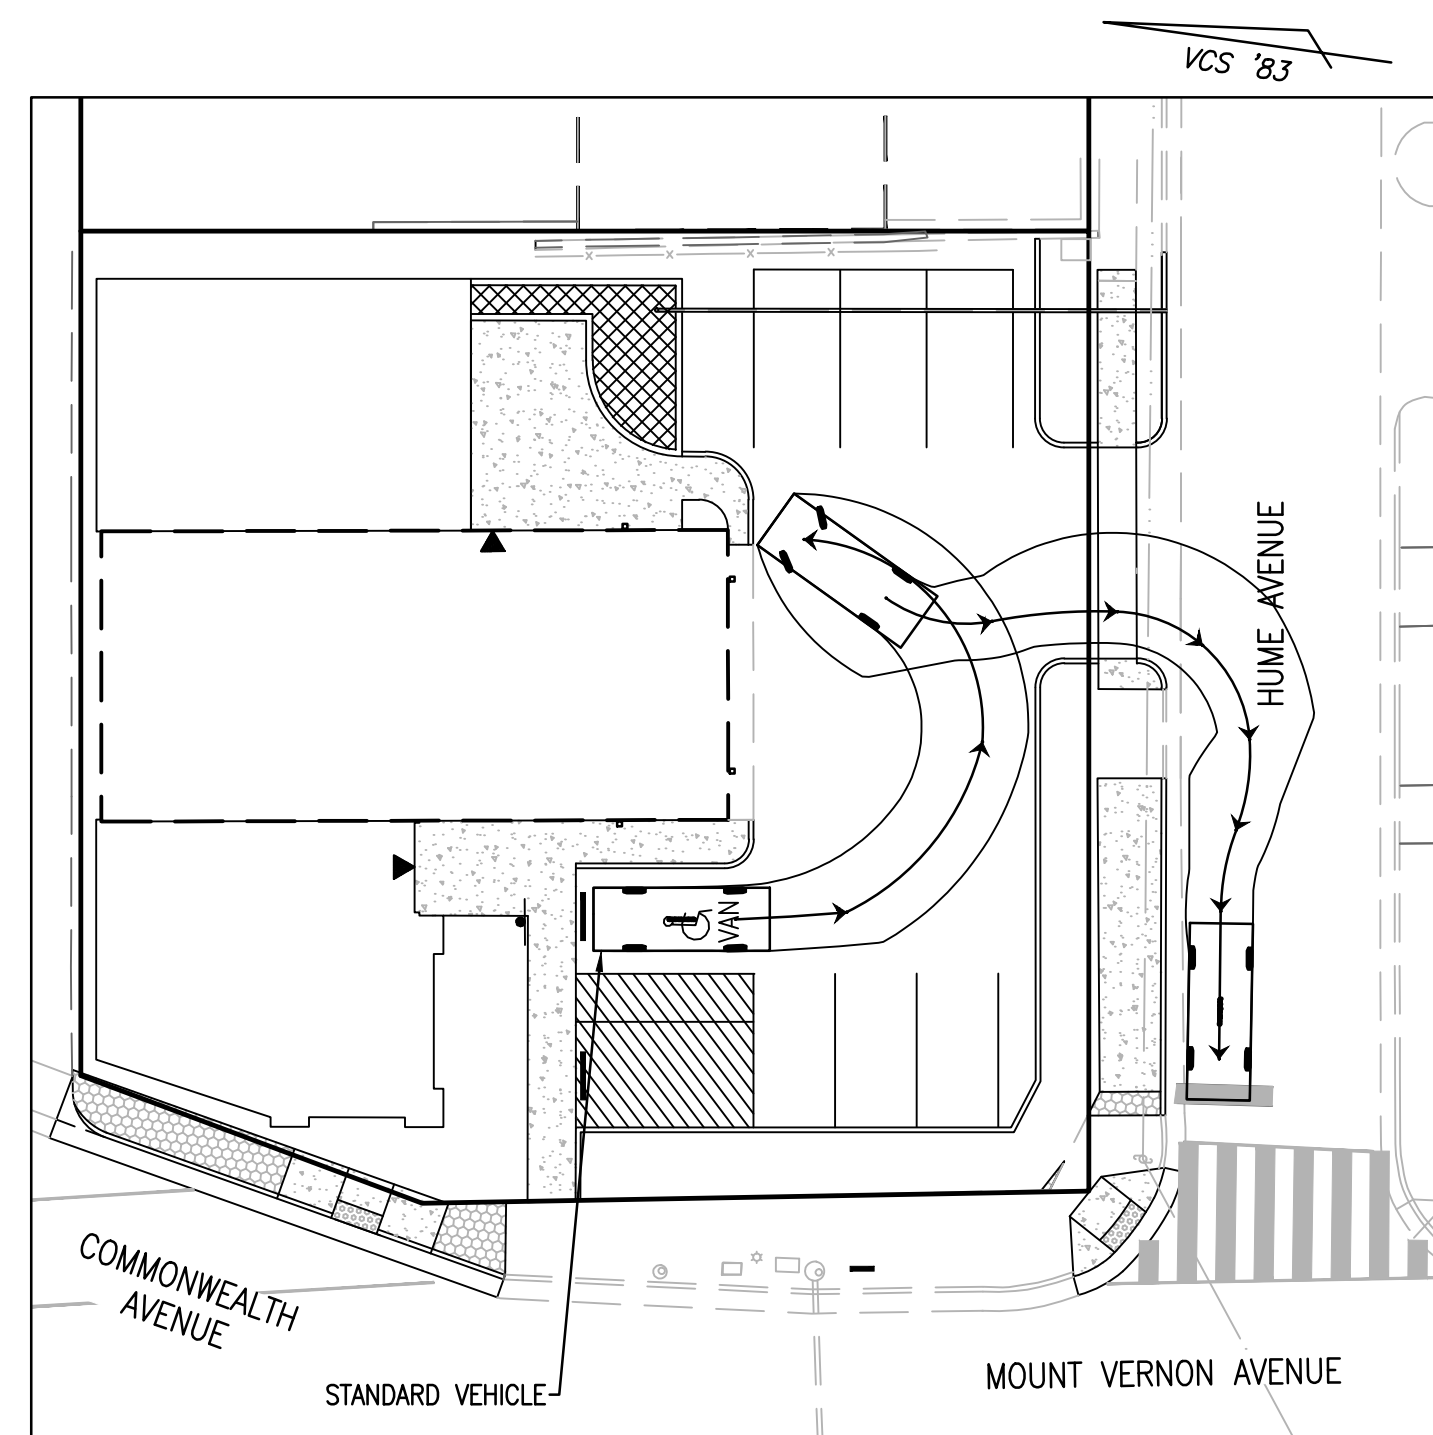 VCS '83
HUME AVENUE
VAN
COMMONWEALTH
AVENUE
STANDARD VEHICLE
MOUNT VERNON AVENUE